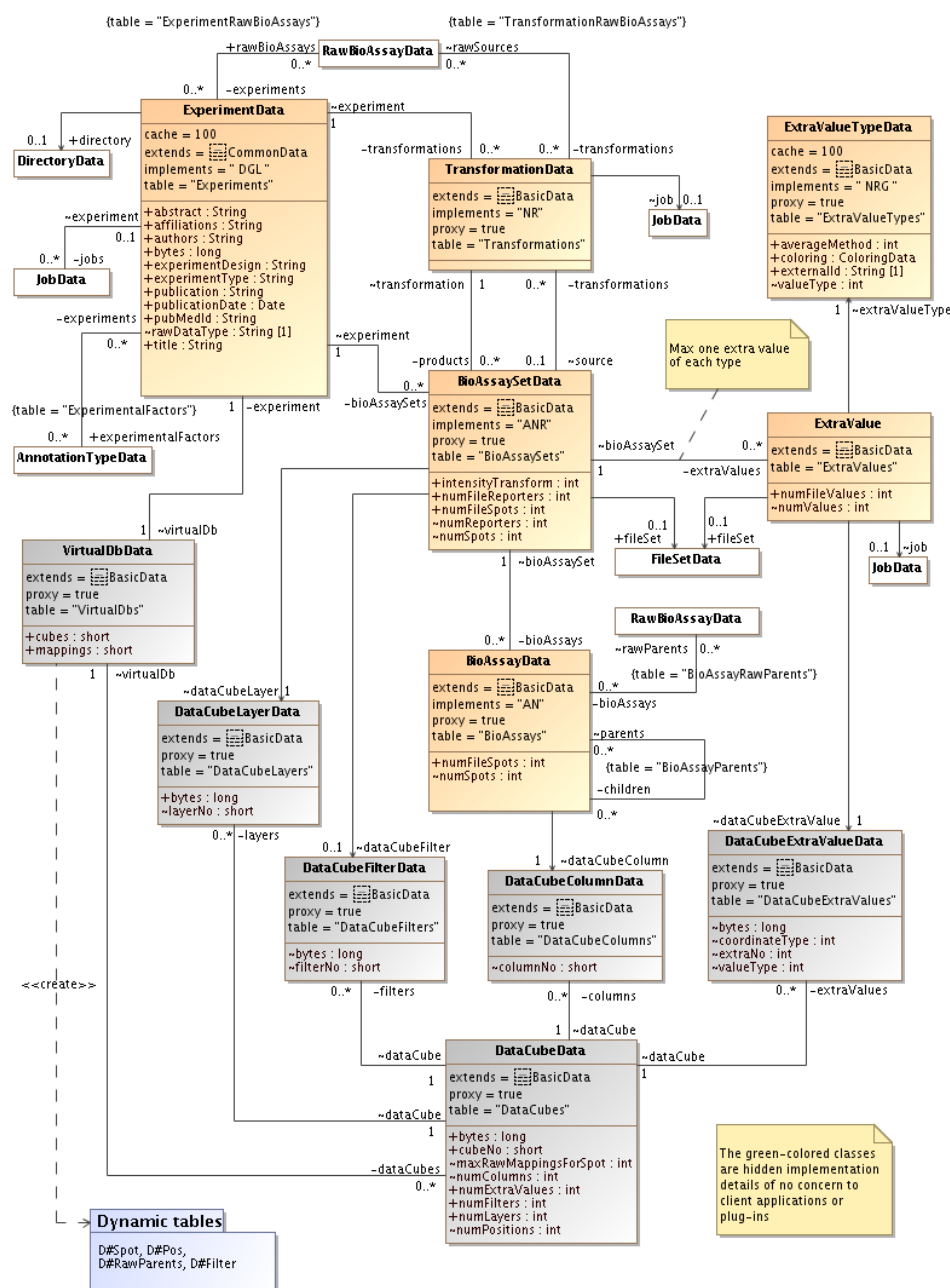 {table = "ExperimentRawBioAssays"}
{table = "TransformationRawBioAssays"}
+rawBioAssays
0..*
RawBioAssayData
~rawSources
0..*
0..*
-experiments
ExperimentData
cache = 100
extends = CommonData
implements = " DGL"
table = "Experiments"
+abstract : String
+affiliations : String
+authors : String
+bytes : long
+experimentDesign : String
+experimentType : String
+publication : String
+publicationDate : Date
+pubMedId : String
~rawDataType : String [1]
+title : String
0..1
+directory
DirectoryData
~experiment
0..1
0..*
-jobs
JobData
-experiments
0..*
{table = "ExperimentalFactors"}
0..*
+experimentalFactors
AnnotationTypeData
~experiment
1
-transformations
0..*
0..*
-transformations
TransformationData
extends = BasicData
implements = "NR"
proxy = true
table = "Transformations"
~job
0..1
JobData
~transformation
1
0..*
-transformations
ExtraValueTypeData
cache = 100
extends = BasicData
implements = " NRG "
proxy = true
table = "ExtraValueTypes"
+averageMethod : int
+coloring : ColoringData
+externalId : String [1]
~valueType : int
1
~extraValueType
Max one extra value
of each type
~experiment
1
-products
0..*
0..1
~source
0..*
-bioAssaySets
BioAssaySetData
extends = BasicData
implements = "ANR"
proxy = true
table = "BioAssaySets"
+intensityTransform : int
+numFileReporters : int
+numFileSpots : int
~numReporters : int
~numSpots : int
~bioAssaySet
1
0..*
-extraValues
ExtraValue
extends = BasicData
table = "ExtraValues"
+numFileValues : int
~numValues : int
0..1
+fileSet
0..1
+fileSet
FileSetData
0..1
~job
JobData
1
-experiment
1
~virtualDb
VirtualDbData
extends = BasicData
proxy = true
table = "VirtualDbs"
+cubes : short
+mappings : short
1
~virtualDb
1
~bioAssaySet
0..*
-bioAssays
BioAssayData
extends = BasicData
implements = "AN"
proxy = true
table = "BioAssays"
+numFileSpots : int
~numSpots : int
RawBioAssayData
~rawParents
0..*
{table = "BioAssayRawParents"}
0..*
-bioAssays
~parents
0..*
{table = "BioAssayParents"}
-children
0..*
~dataCubeLayer
1
DataCubeLayerData
extends = BasicData
proxy = true
table = "DataCubeLayers"
+bytes : long
~layerNo : short
0..*
-layers
0..1
~dataCubeFilter
DataCubeFilterData
extends = BasicData
proxy = true
table = "DataCubeFilters"
~bytes : long
~filterNo : short
0..*
-filters
1
~dataCubeColumn
DataCubeColumnData
extends = BasicData
proxy = true
table = "DataCubeColumns"
~columnNo : short
0..*
-columns
~dataCubeExtraValue
1
DataCubeExtraValueData
extends = BasicData
proxy = true
table = "DataCubeExtraValues"
~bytes : long
~coordinateType : int
~extraNo : int
~valueType : int
0..*
-extraValues
<<create>>
1
~dataCube
~dataCube
1
~dataCube
1
~dataCube
1
-dataCubes
0..*
DataCubeData
extends = BasicData
proxy = true
table = "DataCubes"
+bytes : long
+cubeNo : short
~maxRawMappingsForSpot : int
~numColumns : int
+numExtraValues : int
+numFilters : int
+numLayers : int
~numPositions : int
The green-colored classes
are hidden implementation
details of no concern to
client applications or
plug-ins
Dynamic tables
D#Spot, D#Pos,
D#RawParents, D#Filter